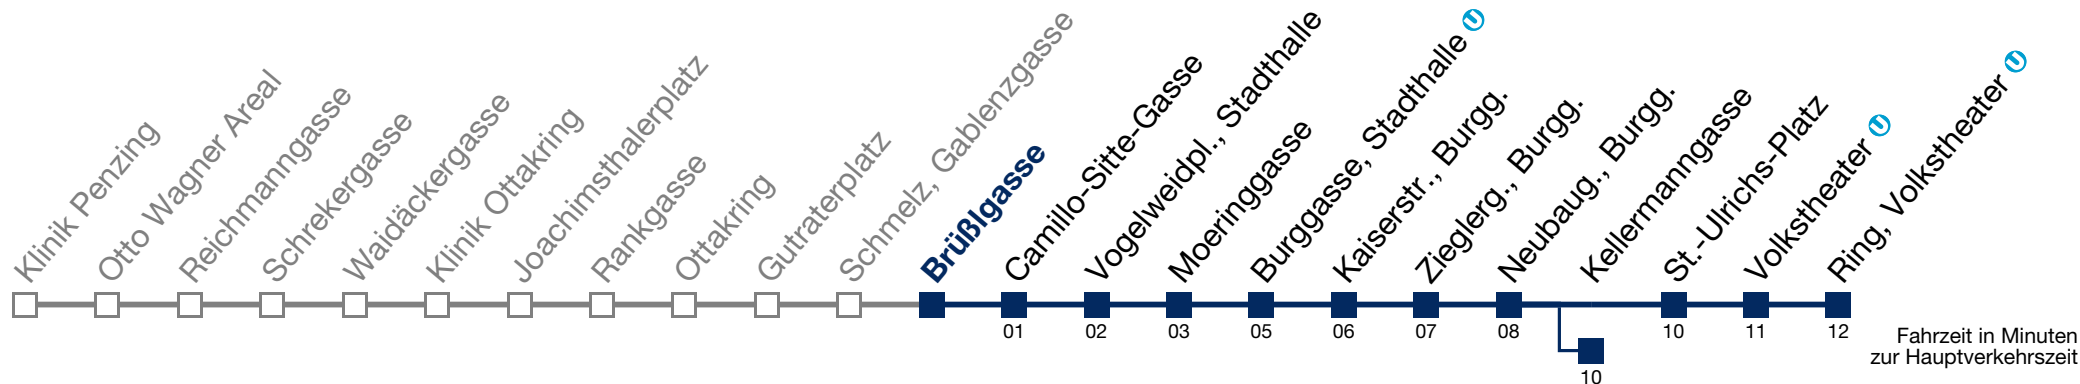 Klinik Penzing
Otto Wagner Areal
Reichmanngasse
Schrekergasse
Waidäckergasse
Klinik Ottakring
Joachimsthalerplatz
Rankgasse
Ottakring
Gutraterplatz
Schmelz, Gablenzgasse
Brüßlgasse
Camillo-Sitte-Gasse
Vogelweidpl., Stadthalle
Moeringgasse
Burggasse, Stadthalle U
Kaiserstr., Burgg.
Zieglerg., Burgg.
Neubaug., Burgg.
Kellermanngasse
St.-Ulrichs-Platz
Volkstheater U
Ring, Volkstheater U
01 02 03 05 06 07 08 10 11 12
10
Fahrzeit in Minuten
zur Hauptverkehrszeit